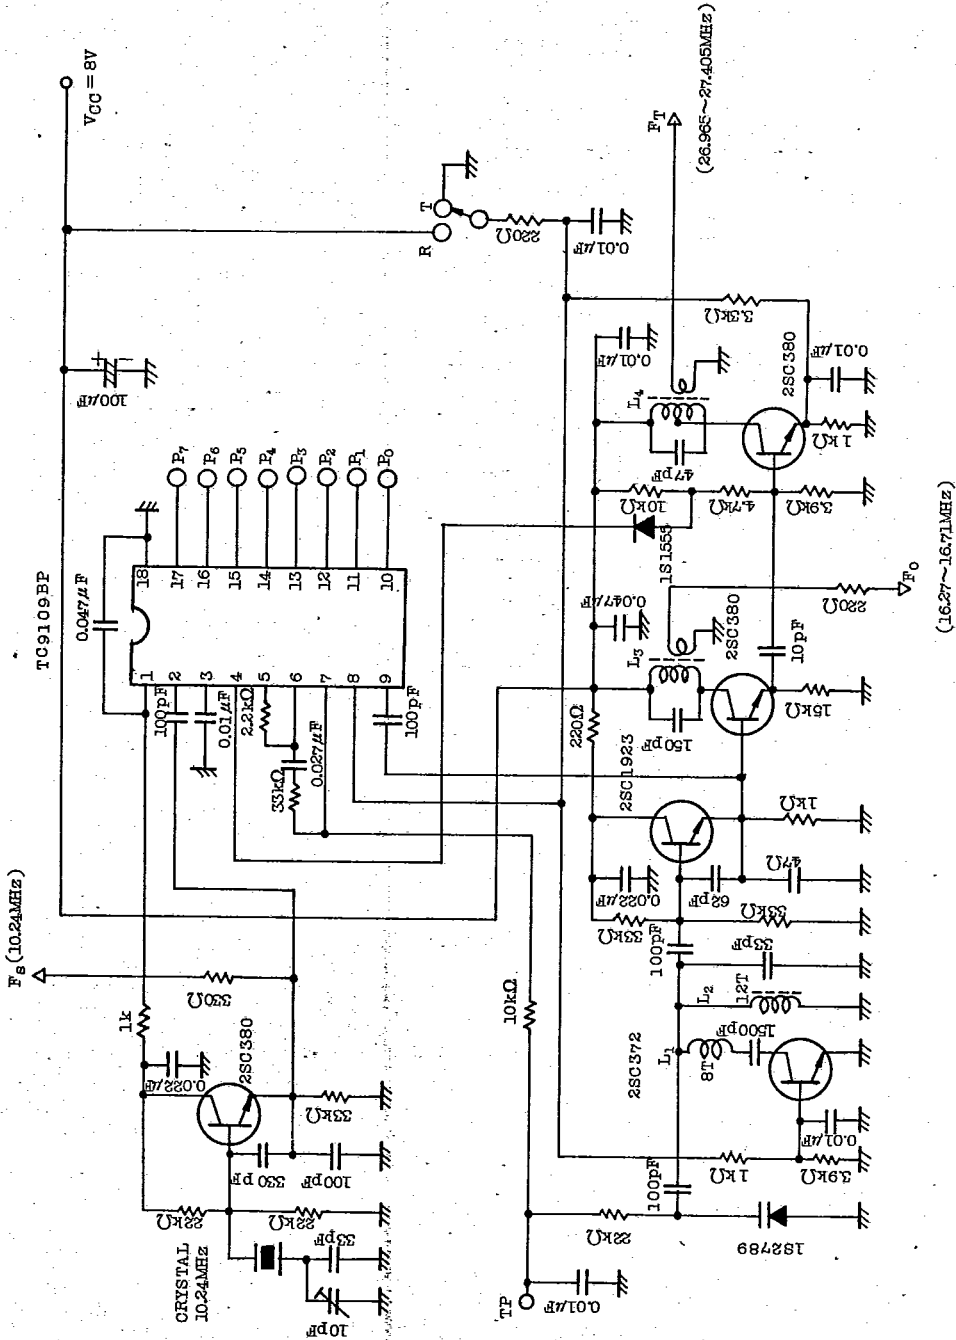 TC9109BP
VCC = 8V
0.047μF
100μF
+
−
1
2
3
4
5
6
7
8
9
18
17
16
15
14
13
12
11
10
P7
P6
P5
P4
P3
P2
P1
P0
100pF
0.01μF
2.2kΩ
0.027μF
33kΩ
100pF
R
T
220Ω
0.01μF
FT
(26.965~27.405MHz)
FS (10.24MHz)
330Ω
1k
0.022μF
2SC380
33kΩ
330pF
100pF
22kΩ
22kΩ
33pF
10pF
CRYSTAL
10.24MHz
10kΩ
TP
0.01μF
22kΩ
100pF
1S2789
1kΩ
3.9kΩ
0.01μF
2SC372
L1
8T
1500pF
L2
12T
33pF
100pF
33kΩ
33kΩ
0.022μF
62pF
47Ω
1kΩ
2SC1923
220Ω
150pF
L3
0.047μF
2SC380
15kΩ
10pF
220Ω
FO
(16.27~16.71MHz)
1S1555
10kΩ
4.7kΩ
3.9kΩ
47pF
L4
0.01μF
2SC380
3.3kΩ
1kΩ
0.01μF